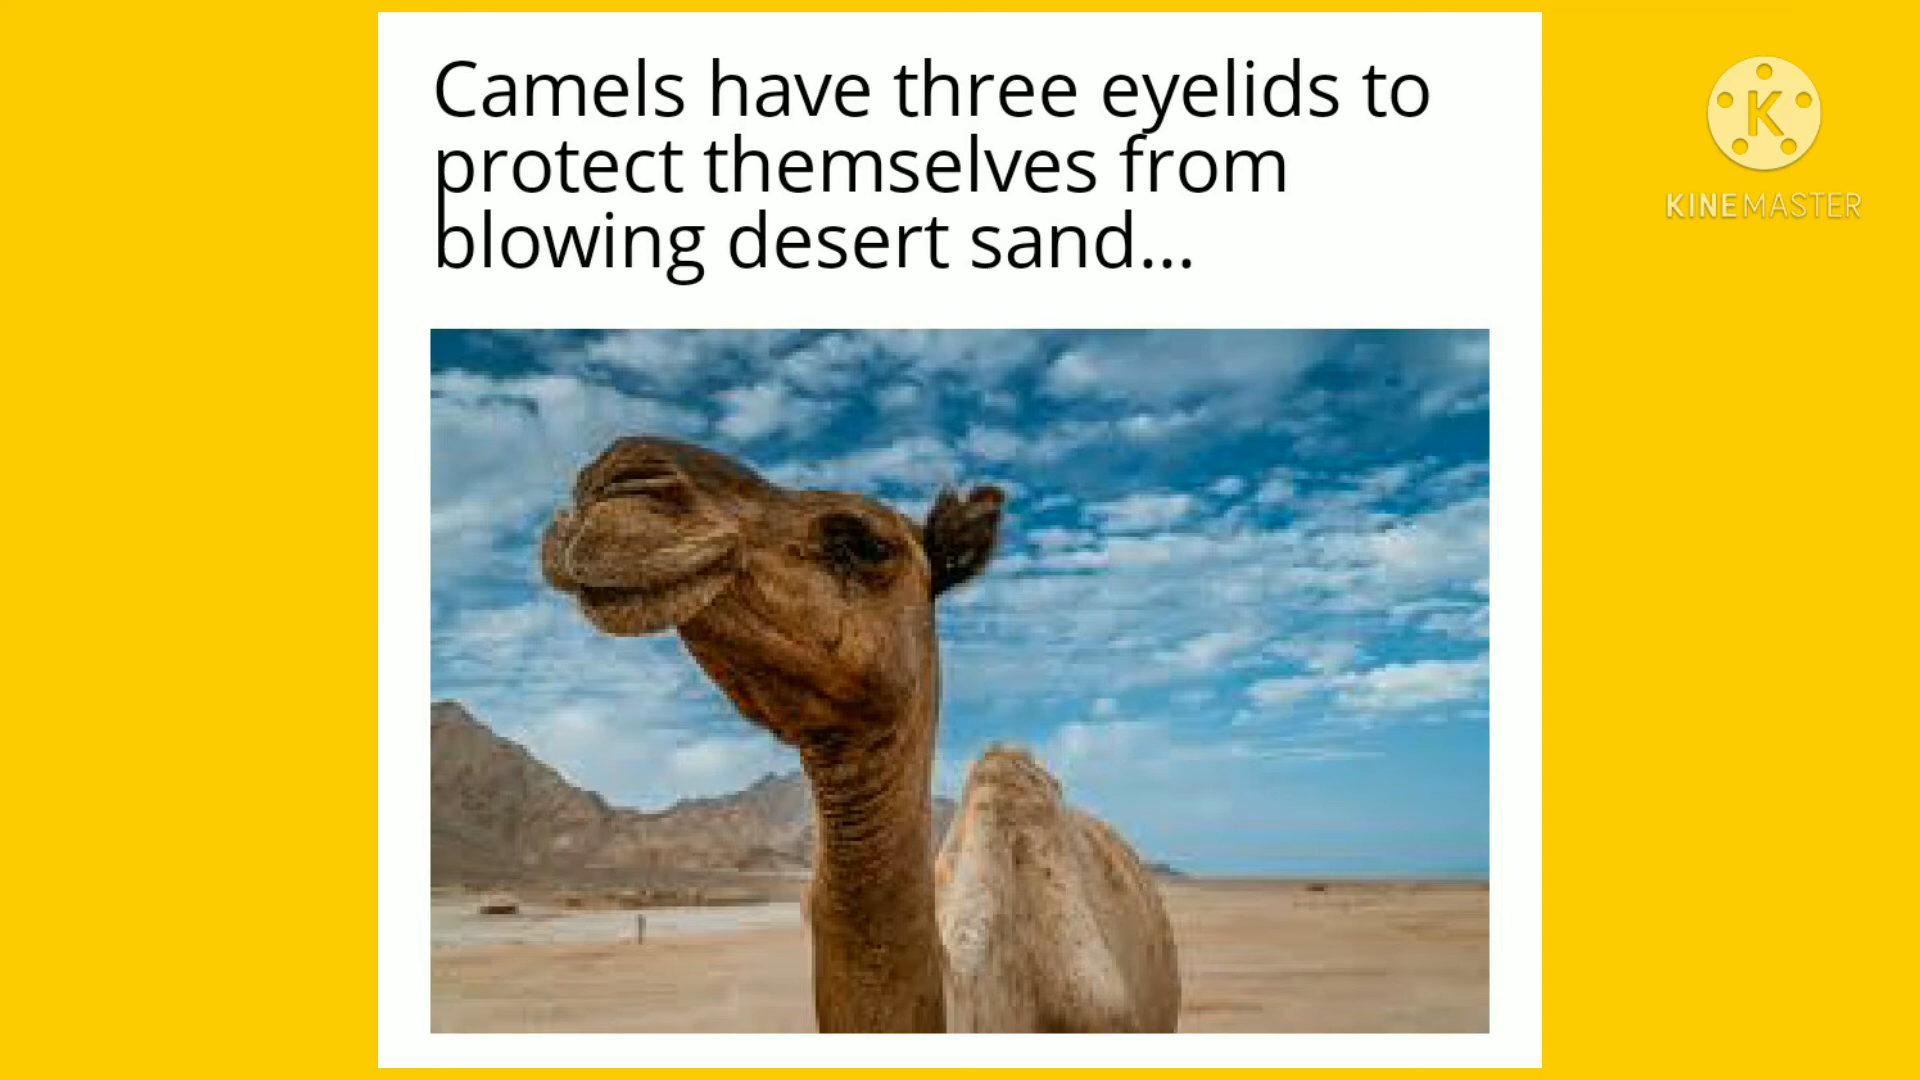 Camels have three eyelids to
protect themselves from
blowing desert sand...
K
KINEMASTER